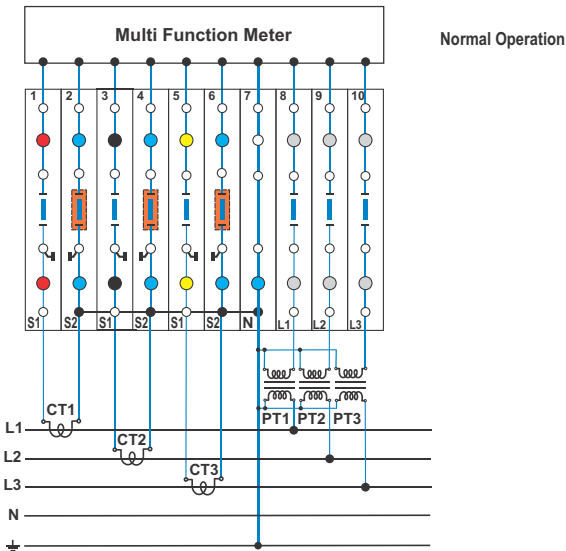 Multi Function Meter
Normal Operation
1 2 3 4 5 6 7 8 9 10
S1 S2 S1 S2 S1 S2 N L1 L2 L3
CT1
PT1 PT2 PT3
L1
CT2
L2
CT3
L3
N